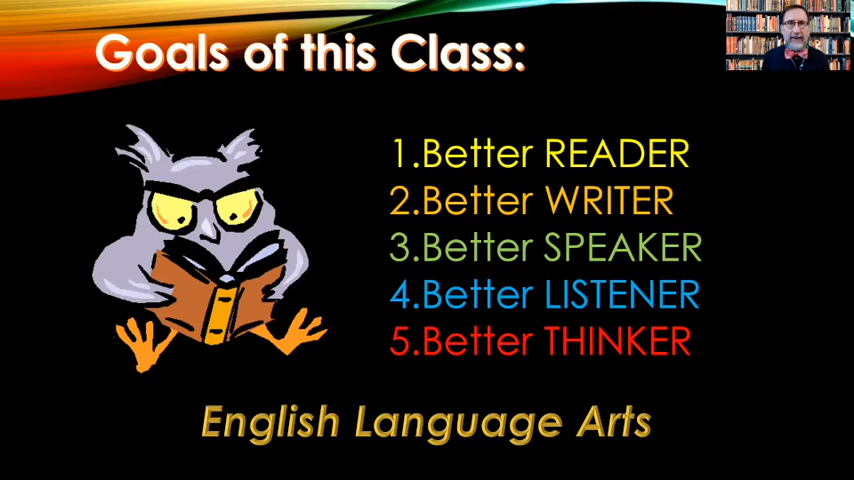 Goals of this Class:
1.Better READER
2.Better WRITER
3.Better SPEAKER
4.Better LISTENER
5.Better THINKER
English Language Arts